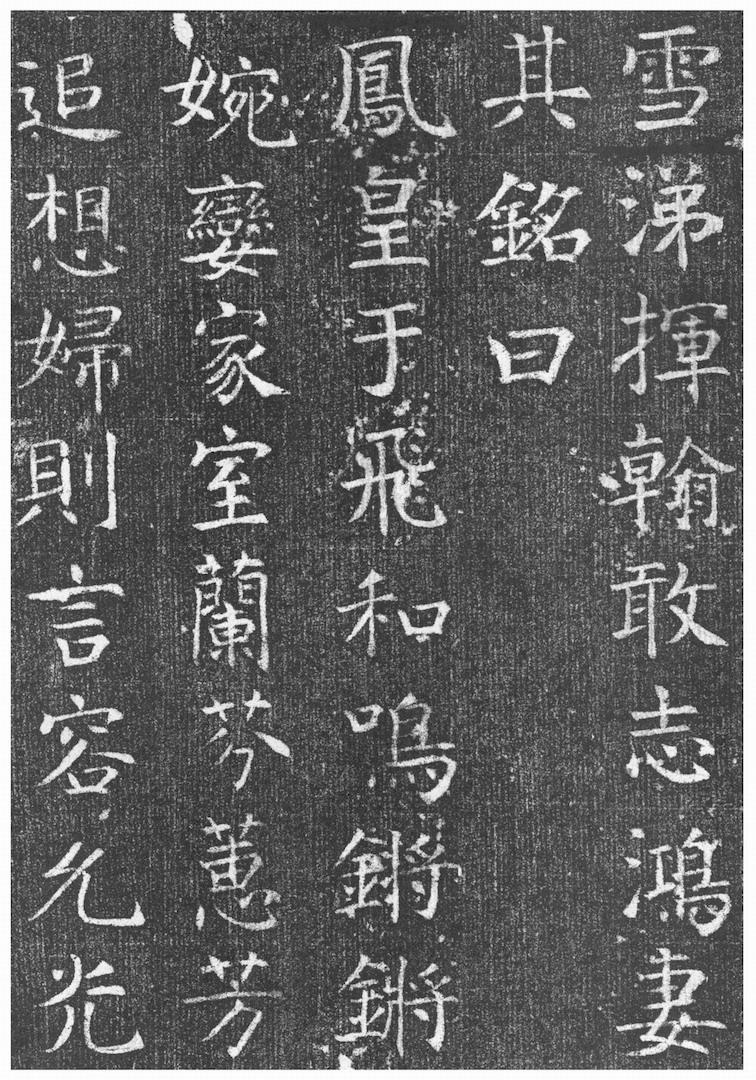 雪涕揮翰敢志鴻妻
其銘曰
鳳皇于飛和鳴鏘鏘
婉孌家室蘭芬蕙芳
追想婦則言容允光